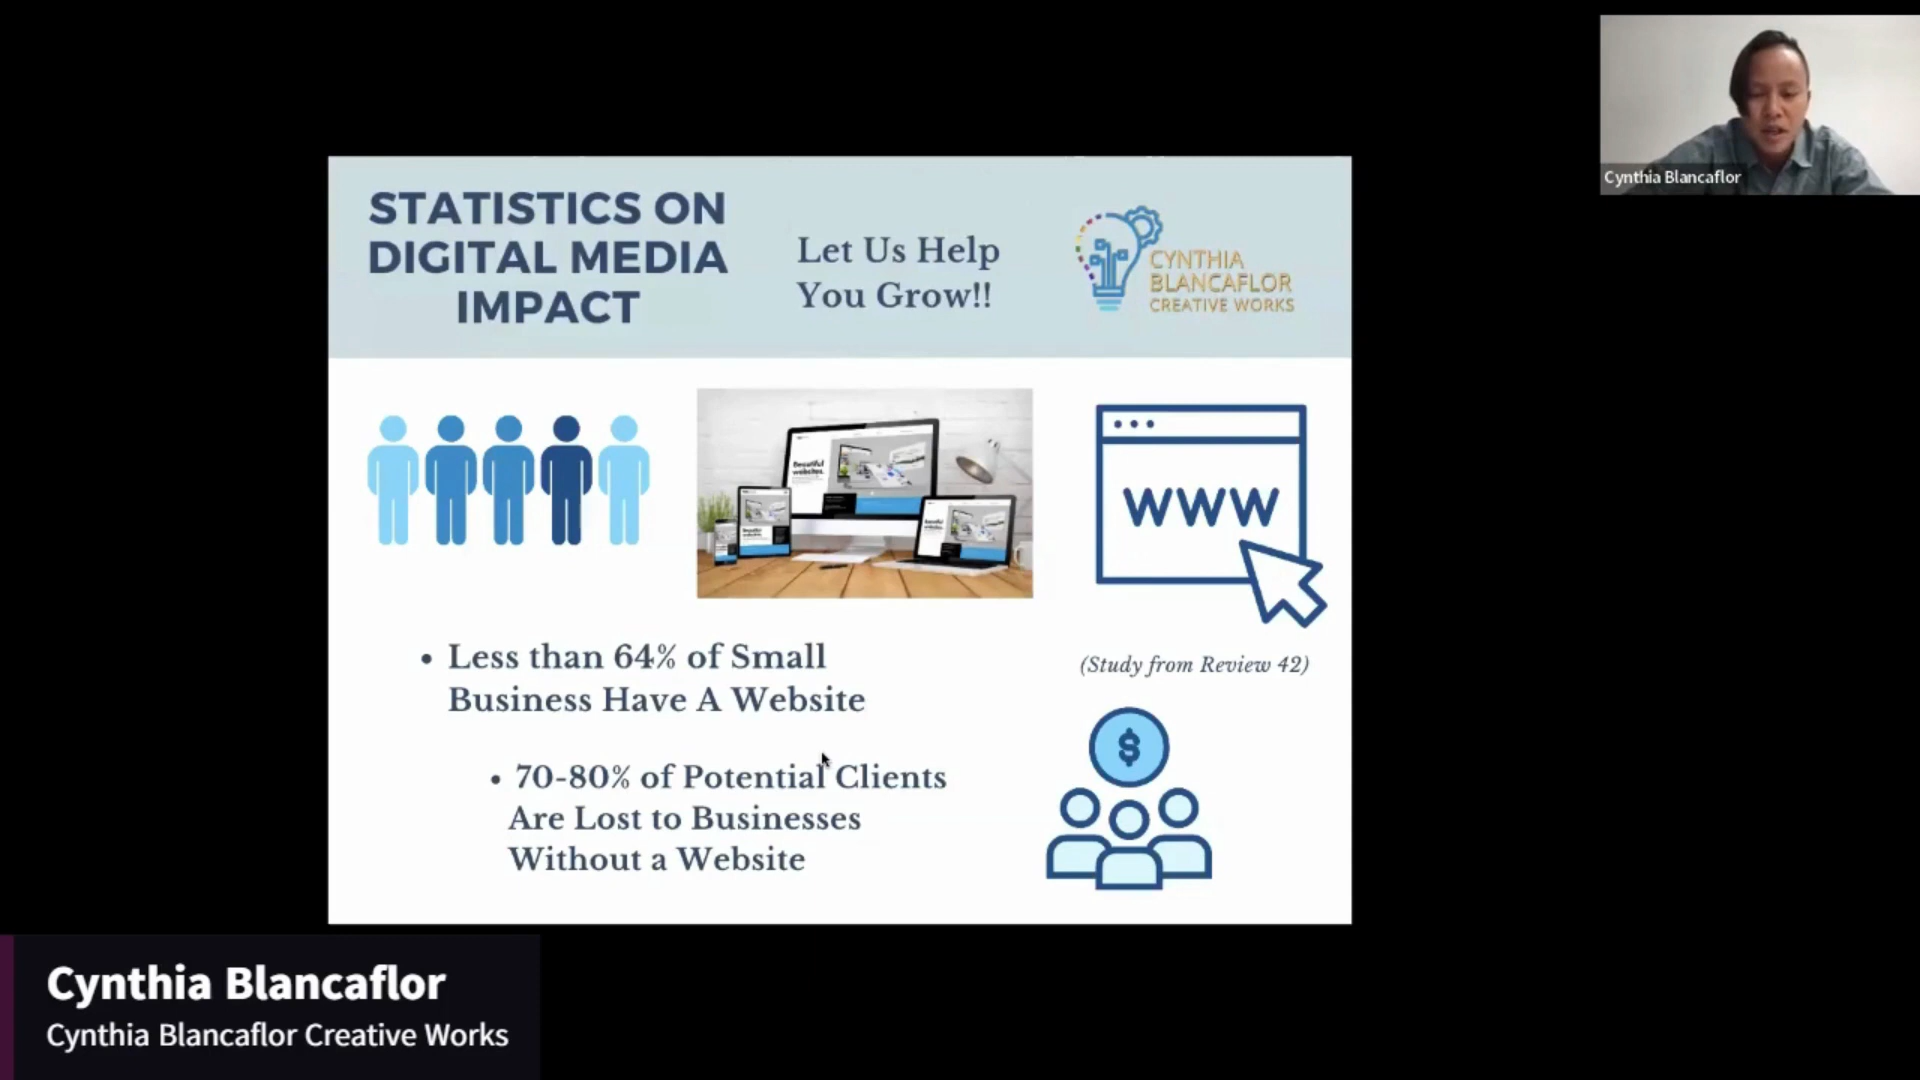 Cynthia Blancaflor
STATISTICS ON
DIGITAL MEDIA
IMPACT
Let Us Help
You Grow!!
CYNTHIA
BLANCAFLOR
CREATIVE WORKS
Beautiful
websites.
WWW
• Less than 64% of Small
Business Have A Website
(Study from Review 42)
• 70-80% of Potential Clients
Are Lost to Businesses
Without a Website
$
Cynthia Blancaflor
Cynthia Blancaflor Creative Works